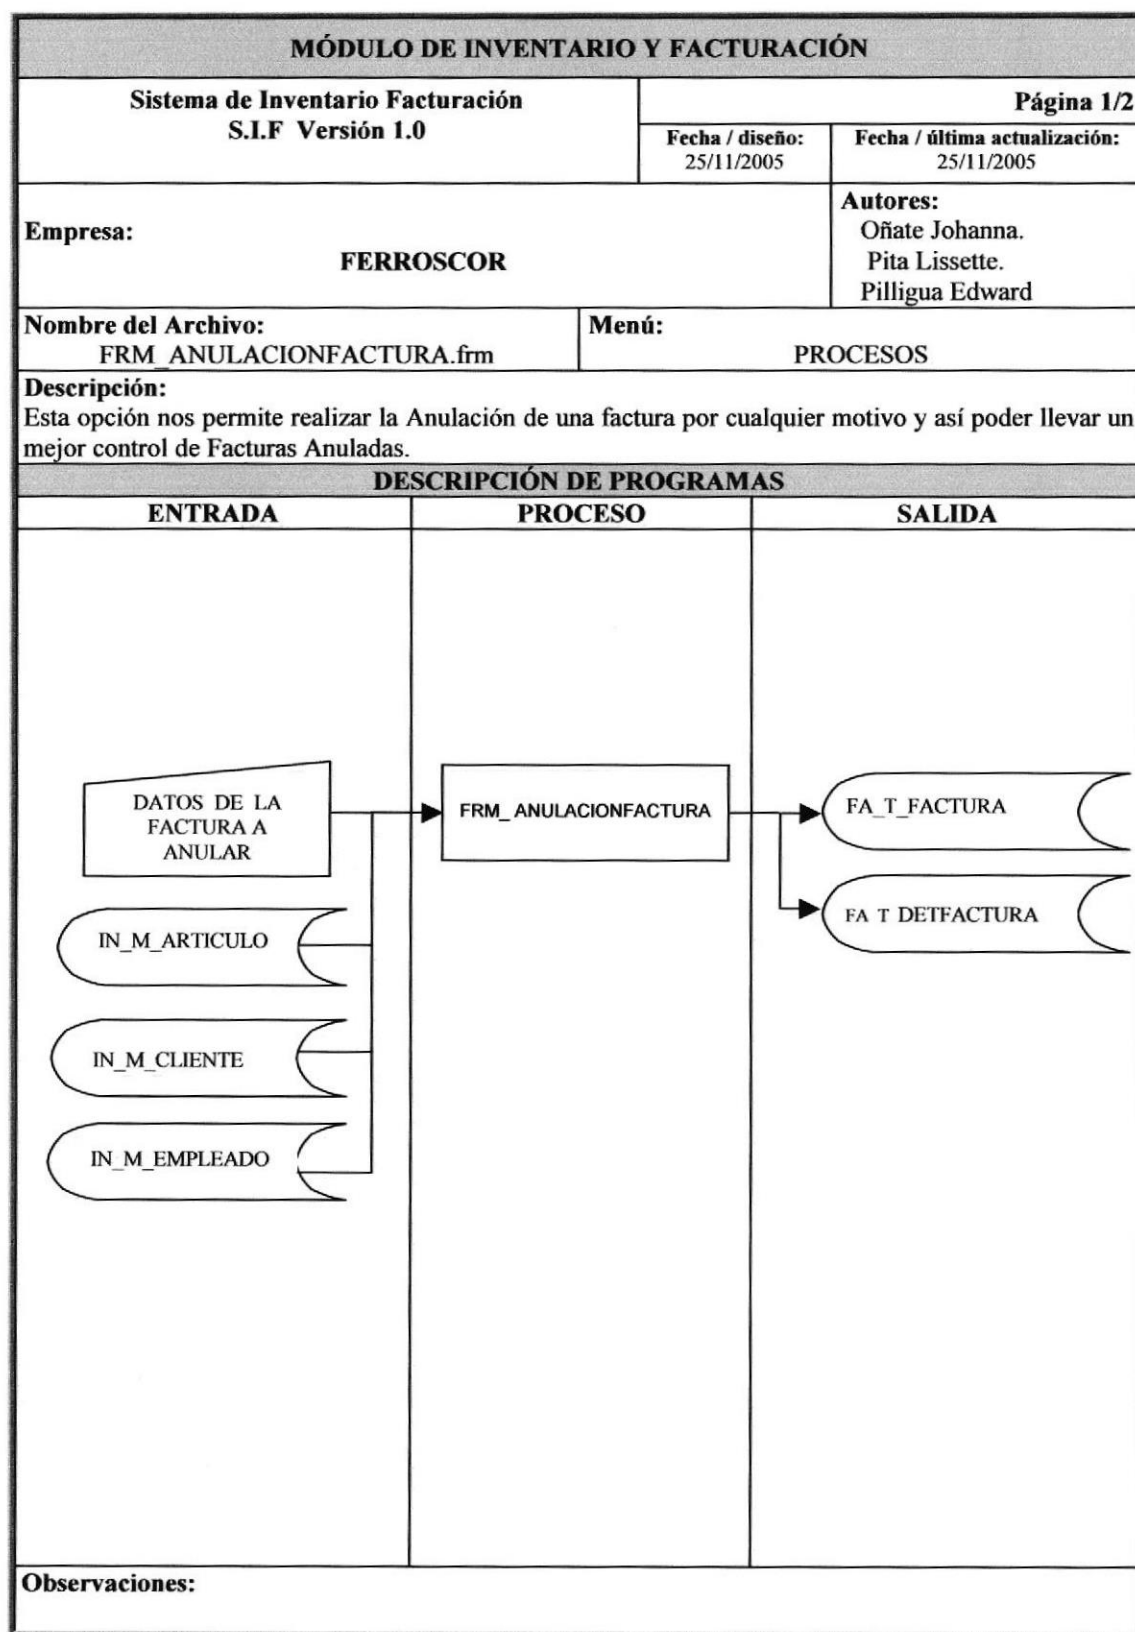 MÓDULO DE INVENTARIO Y FACTURACIÓN
Sistema de Inventario Facturación
S.I.F Versión 1.0
Página 1/2
Fecha / diseño:
25/11/2005
Fecha / última actualización:
25/11/2005
Empresa:
FERROSCOR
Autores:
Oñate Johanna.
Pita Lissette.
Pilligua Edward
Nombre del Archivo:
FRM_ANULACIONFACTURA.frm
Menú:
PROCESOS
Descripción:
Esta opción nos permite realizar la Anulación de una factura por cualquier motivo y así poder llevar un
mejor control de Facturas Anuladas.
DESCRIPCIÓN DE PROGRAMAS
ENTRADA
PROCESO
SALIDA
DATOS DE LA
FACTURA A
ANULAR
FRM_ ANULACIONFACTURA
FA_T_FACTURA
FA T DETFACTURA
IN_M_ARTICULO
IN_M_CLIENTE
IN_M_EMPLEADO
Observaciones: